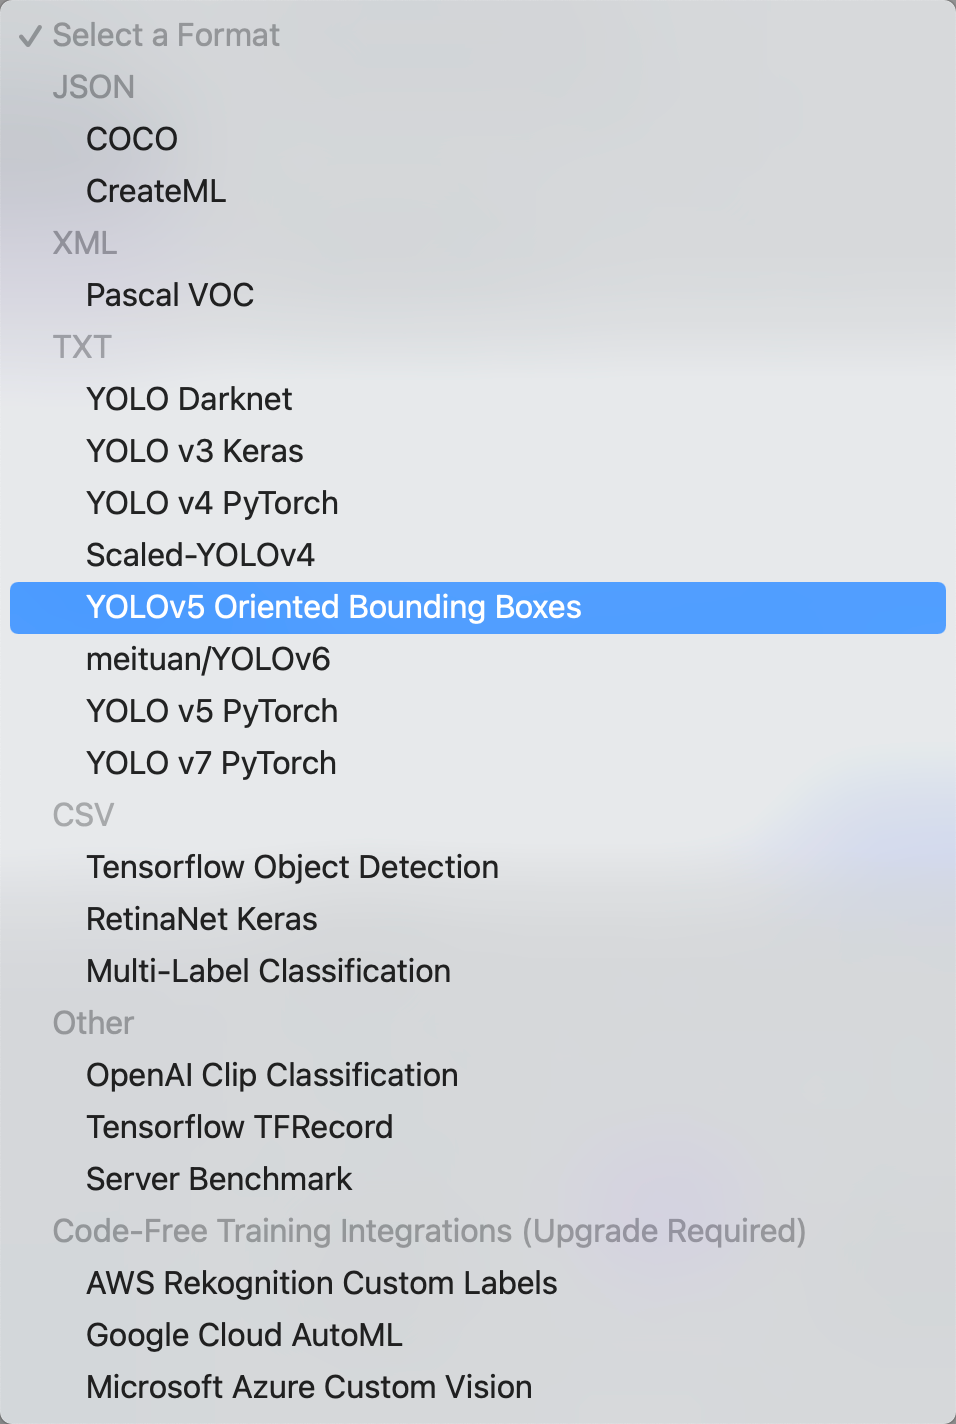 ✓ Select a Format
JSON
COCO
CreateML
XML
Pascal VOC
TXT
YOLO Darknet
YOLO v3 Keras
YOLO v4 PyTorch
Scaled-YOLOv4
YOLOv5 Oriented Bounding Boxes
meituan/YOLOv6
YOLO v5 PyTorch
YOLO v7 PyTorch
CSV
Tensorflow Object Detection
RetinaNet Keras
Multi-Label Classification
Other
OpenAI Clip Classification
Tensorflow TFRecord
Server Benchmark
Code-Free Training Integrations (Upgrade Required)
AWS Rekognition Custom Labels
Google Cloud AutoML
Microsoft Azure Custom Vision